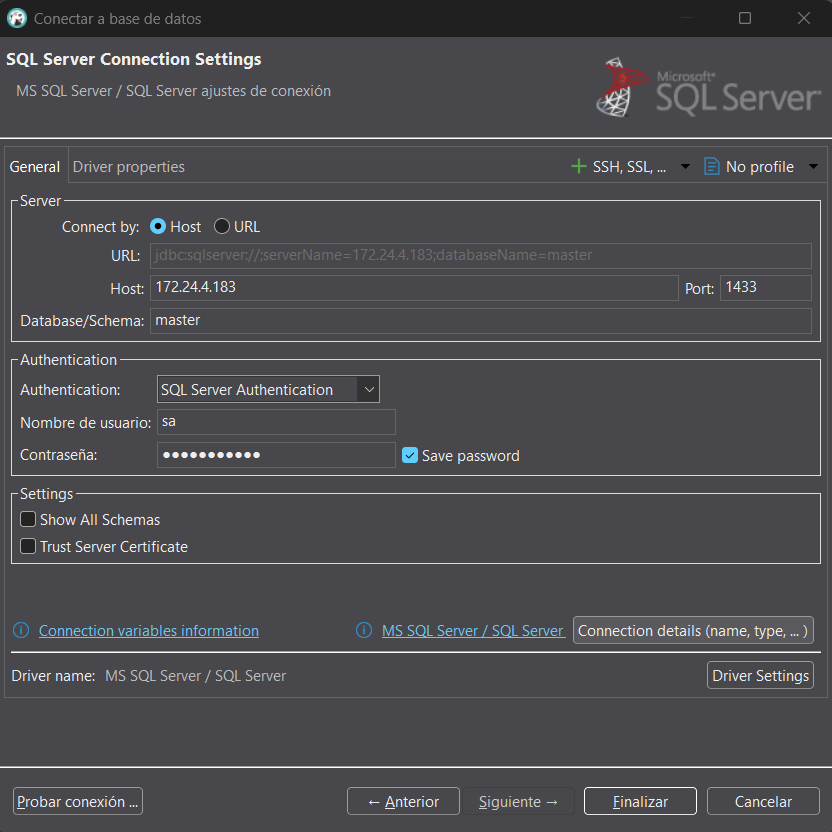 Conectar a base de datos
SQL Server Connection Settings
MS SQL Server / SQL Server ajustes de conexión
Microsoft®
SQL Server
General Driver properties SSH, SSL, ... No profile
Server
Connect by: Host URL
URL: jdbc:sqlserver://;serverName=172.24.4.183;databaseName=master
Host: 172.24.4.183 Port: 1433
Database/Schema: master
Authentication
Authentication: SQL Server Authentication
Nombre de usuario: sa
Contraseña: ●●●●●●●●●●● Save password
Settings
Show All Schemas
Trust Server Certificate
Connection variables information MS SQL Server / SQL Server Connection details (name, type, ... )
Driver name: MS SQL Server / SQL Server Driver Settings
Probar conexión ... ← Anterior Siguiente → Finalizar Cancelar